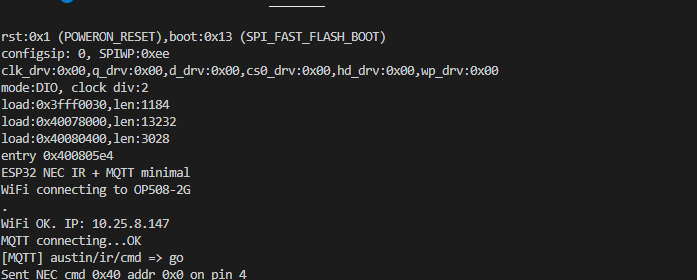 rst:0x1 (POWERON_RESET),boot:0x13 (SPI_FAST_FLASH_BOOT)
configsip: 0, SPIWP:0xee
clk_drv:0x00,q_drv:0x00,d_drv:0x00,cs0_drv:0x00,hd_drv:0x00,wp_drv:0x00
mode:DIO, clock div:2
load:0x3fff0030,len:1184
load:0x40078000,len:13232
load:0x40080400,len:3028
entry 0x400805e4
ESP32 NEC IR + MQTT minimal
WiFi connecting to OP508-2G
.
WiFi OK. IP: 10.25.8.147
MQTT connecting...OK
[MQTT] austin/ir/cmd => go
Sent NEC cmd 0x40 addr 0x0 on pin 4